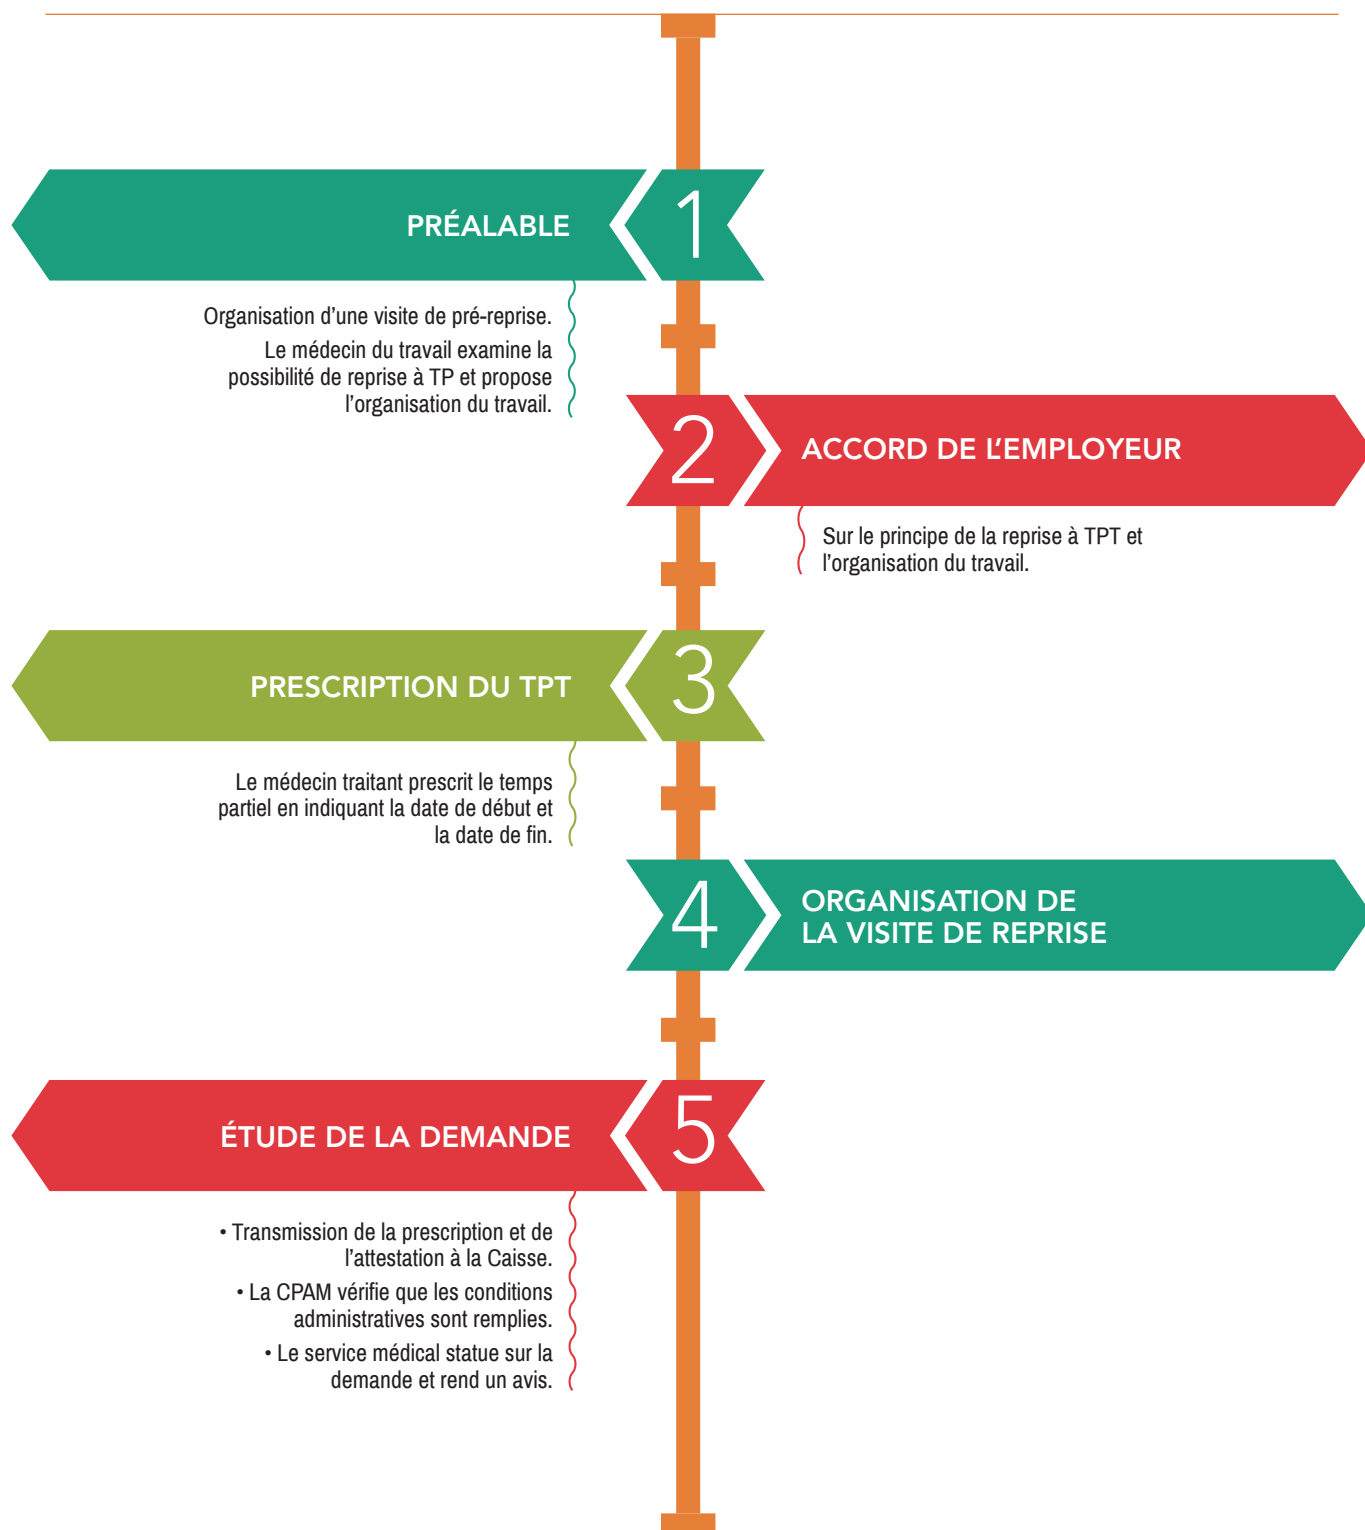 1
PRÉALABLE
Organisation d’une visite de pré-reprise.
Le médecin du travail examine la
possibilité de reprise à TP et propose
l’organisation du travail.
2
ACCORD DE L’EMPLOYEUR
Sur le principe de la reprise à TPT et
l’organisation du travail.
3
PRESCRIPTION DU TPT
Le médecin traitant prescrit le temps
partiel en indiquant la date de début et
la date de fin.
4
ORGANISATION DE
LA VISITE DE REPRISE
5
ÉTUDE DE LA DEMANDE
• Transmission de la prescription et de
l’attestation à la Caisse.
• La CPAM vérifie que les conditions
administratives sont remplies.
• Le service médical statue sur la
demande et rend un avis.